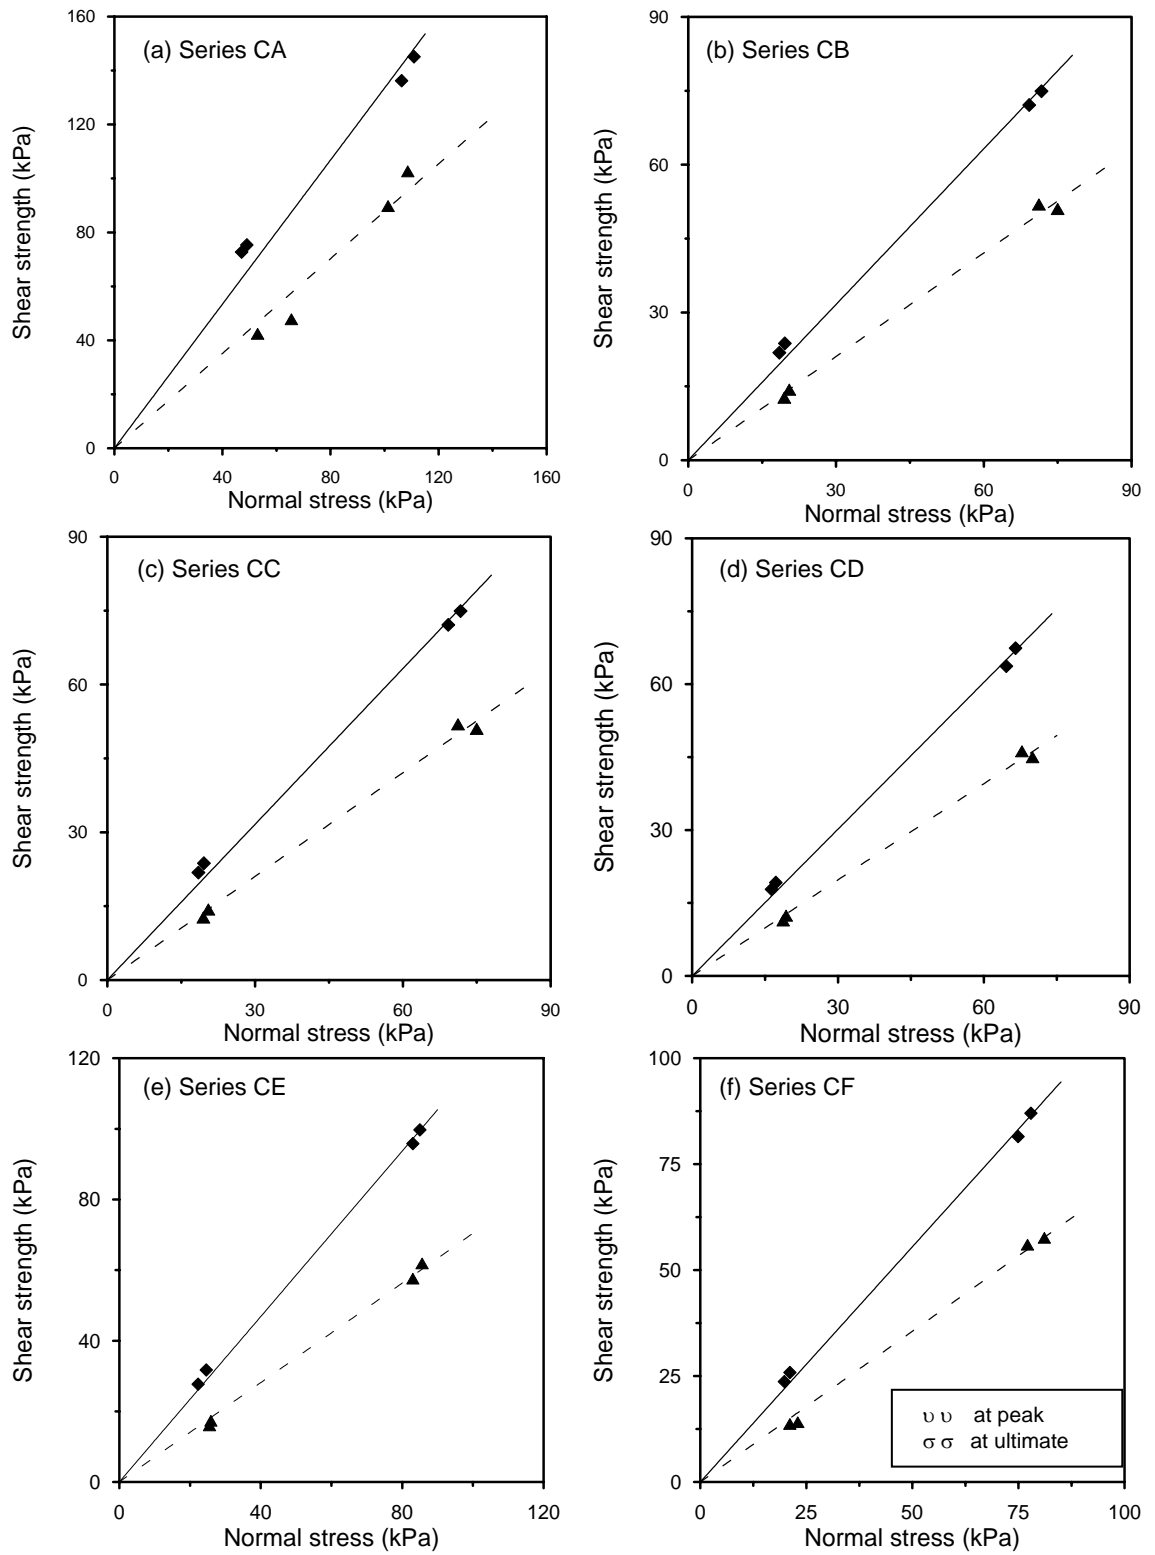 (a) Series CA
Shear strength (kPa)
160
120
80
40
0
0 40 80 120 160
Normal stress (kPa)
(b) Series CB
Shear strength (kPa)
90
60
30
0
0 30 60 90
Normal stress (kPa)
(c) Series CC
Shear strength (kPa)
90
60
30
0
0 30 60 90
Normal stress (kPa)
(d) Series CD
Shear strength (kPa)
90
60
30
0
0 30 60 90
Normal stress (kPa)
(e) Series CE
Shear strength (kPa)
120
80
40
0
0 40 80 120
Normal stress (kPa)
(f) Series CF
Shear strength (kPa)
100
75
50
25
0
0 25 50 75 100
Normal stress (kPa)
υ υ at peak
σ σ at ultimate